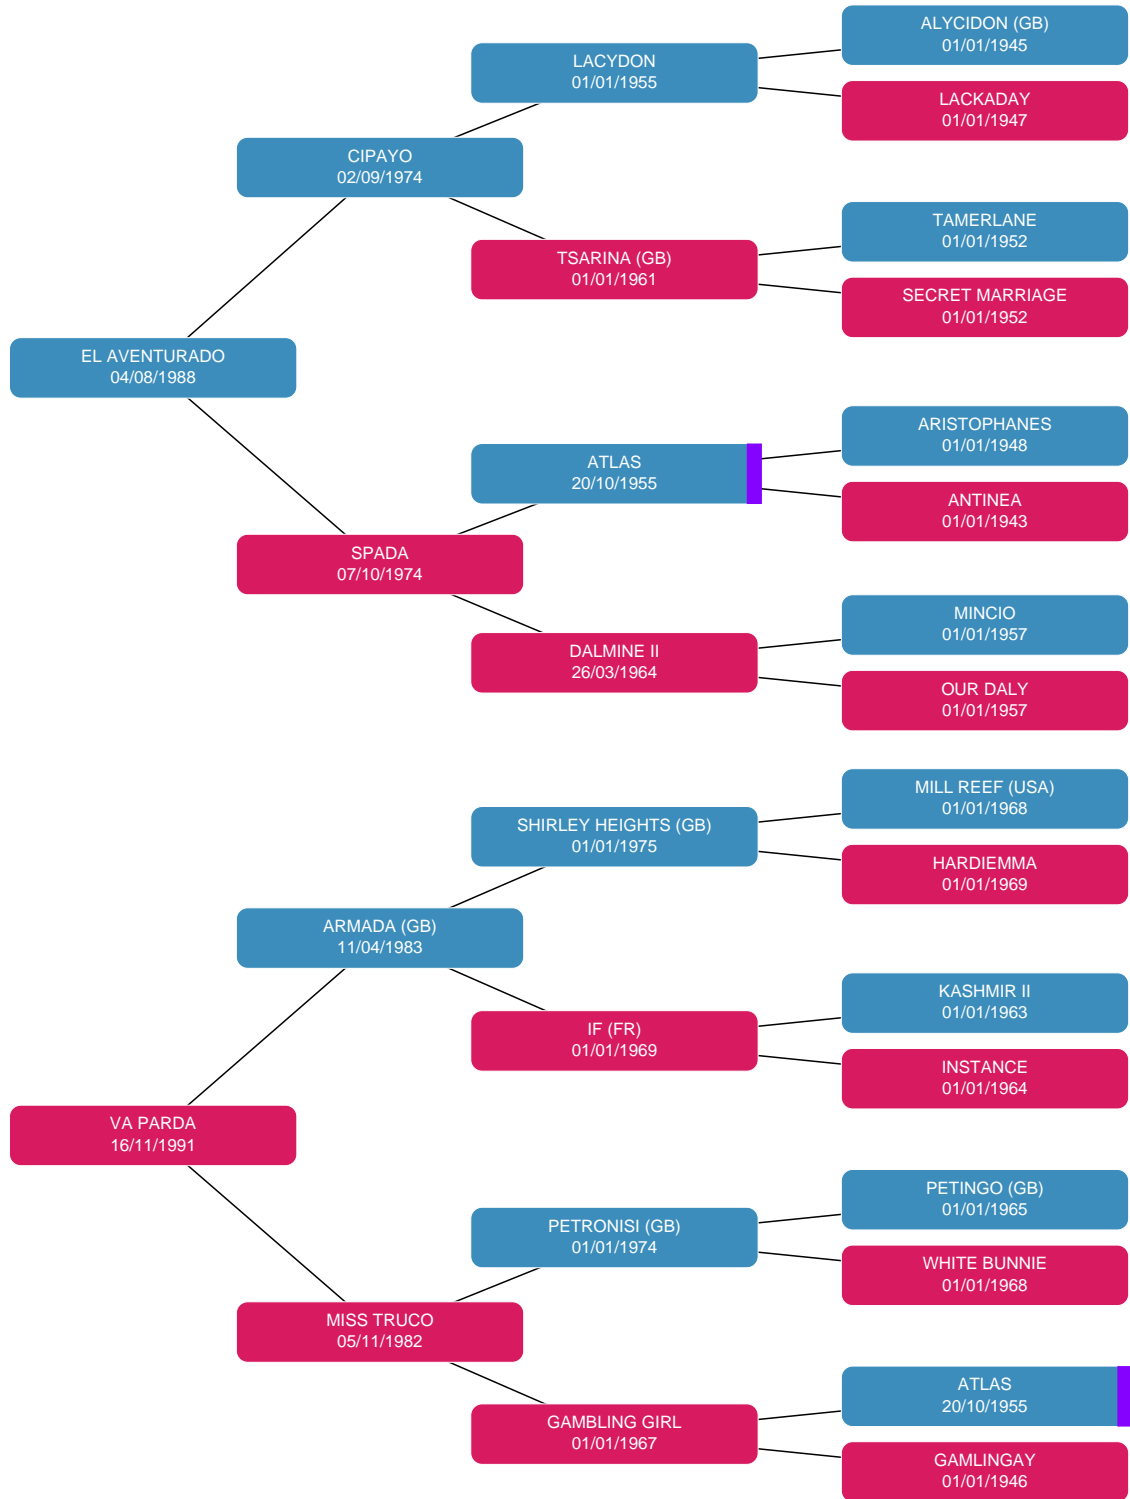 ALYCIDON (GB)
01/01/1945
LACYDON
01/01/1955
LACKADAY
01/01/1947
CIPAYO
02/09/1974
TAMERLANE
01/01/1952
TSARINA (GB)
01/01/1961
SECRET MARRIAGE
01/01/1952
EL AVENTURADO
04/08/1988
ARISTOPHANES
01/01/1948
ATLAS
20/10/1955
ANTINEA
01/01/1943
SPADA
07/10/1974
MINCIO
01/01/1957
DALMINE II
26/03/1964
OUR DALY
01/01/1957
MILL REEF (USA)
01/01/1968
SHIRLEY HEIGHTS (GB)
01/01/1975
HARDIEMMA
01/01/1969
ARMADA (GB)
11/04/1983
KASHMIR II
01/01/1963
IF (FR)
01/01/1969
INSTANCE
01/01/1964
VA PARDA
16/11/1991
PETINGO (GB)
01/01/1965
PETRONISI (GB)
01/01/1974
WHITE BUNNIE
01/01/1968
MISS TRUCO
05/11/1982
ATLAS
20/10/1955
GAMBLING GIRL
01/01/1967
GAMLINGAY
01/01/1946